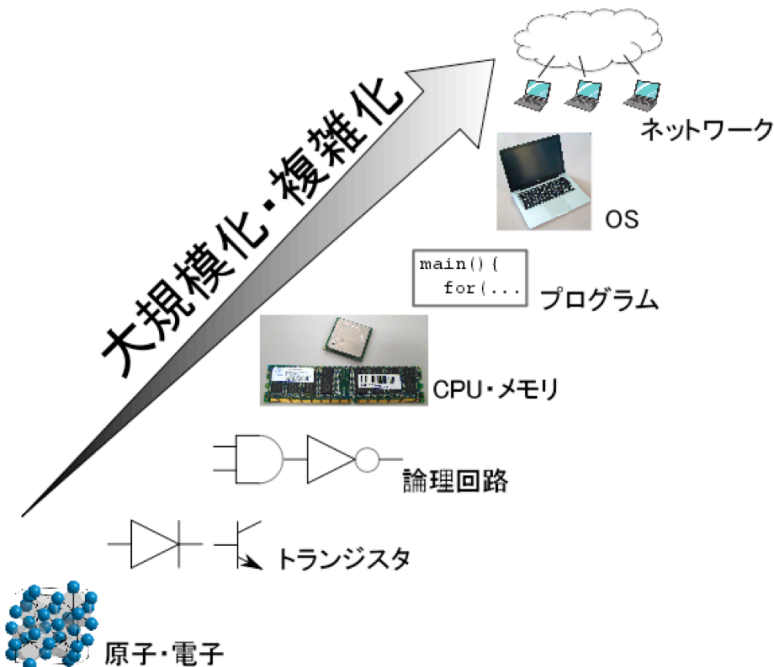 大規模化・複雑化
ネットワーク
OS
main(){
for(...
プログラム
CPU・メモリ
論理回路
トランジスタ
原子・電子